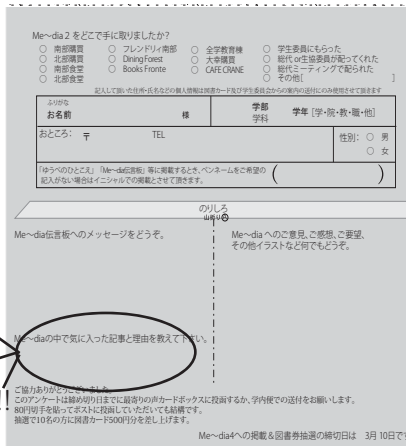 Me〜dia 2 をどこで手に取りましたか?
○ 南部購買 ○ フレンドリィ南部 ○ 全学教育棟 ○ 学生委員にもらった
○ 北部購買 ○ Dining Forest ○ 大幸購買 ○ 総代 or生協委員が配ってくれた
○ 南部食堂 ○ Books Fronte ○ CAFE CRANE ○ 総代ミーティングで配られた
○ 北部食堂 ○ その他[ ]
記入して頂いた住所・氏名などの個人情報は図書カード及び学生委員会からの案内の送付にのみ使用させて頂きます
ふりがな
お名前 様 学部 学科 学年 [学・院・教・職・他]
おところ: 〒 TEL 性別: ○ 男
○ 女
「ゆうべのひとこえ」「Me〜dia伝言板」等に掲載するとき、ペンネームをご希望の
記入がない場合はイニシャルでの掲載とさせて頂きます。 ( )
のりしろ
山折り
Me〜dia伝言板へのメッセージをどうぞ。
Me〜dia へのご意見、ご感想、ご要望、
その他イラストなど何でもどうぞ。
Me〜diaの中で気に入った記事と理由を教えて下さい。
!!
ご協力ありがとうございました。
このアンケートは締め切り日までに最寄りの声カードボックスに投函するか、学内便での送付をお願いします。
80円切手を貼ってポストに投函していただいても結構です。
抽選で10名の方に図書カード500円分を差し上げます。
Me〜dia4への掲載&図書券抽選の締切日は 3月10日です